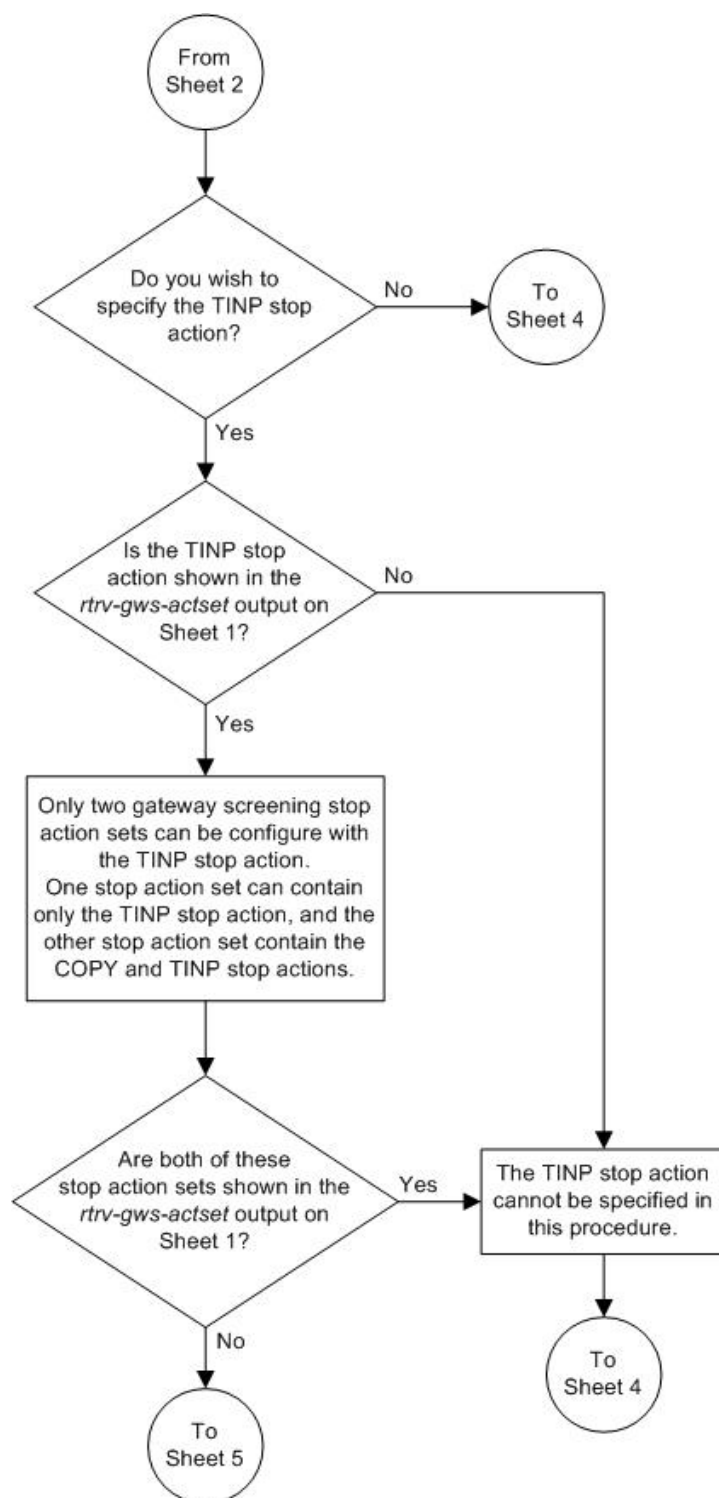 From
Sheet 2
Do you wish to
specify the TINP stop
action?
No
To
Sheet 4
Yes
Is the TINP stop
action shown in the
rtrv-gws-actset output on
Sheet 1?
No
Yes
Only two gateway screening stop
action sets can be configure with
the TINP stop action.
One stop action set can contain
only the TINP stop action, and the
other stop action set contain the
COPY and TINP stop actions.
Are both of these
stop action sets shown in the
rtrv-gws-actset output on
Sheet 1?
Yes
The TINP stop action
cannot be specified in
this procedure.
No
To
Sheet 4
To
Sheet 5